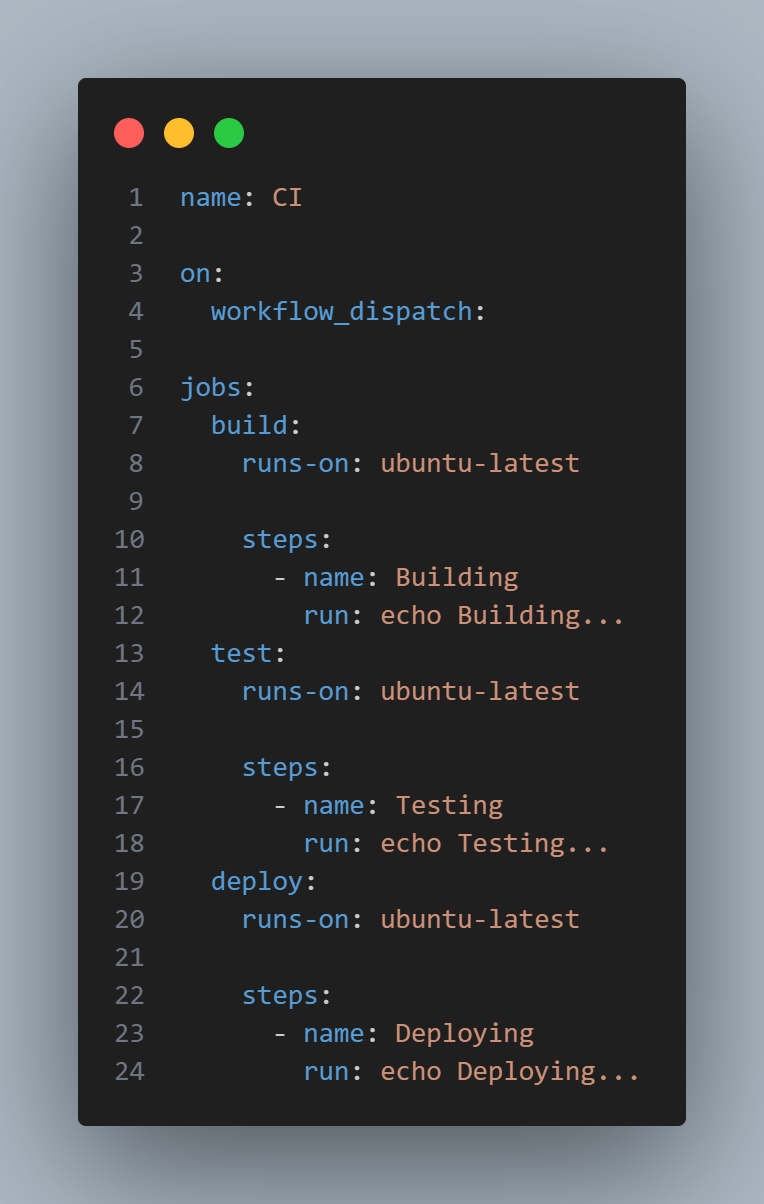 1 name: CI
2
3 on:
4   workflow_dispatch:
5
6 jobs:
7   build:
8     runs-on: ubuntu-latest
9
10     steps:
11       - name: Building
12         run: echo Building...
13   test:
14     runs-on: ubuntu-latest
15
16     steps:
17       - name: Testing
18         run: echo Testing...
19   deploy:
20     runs-on: ubuntu-latest
21
22     steps:
23       - name: Deploying
24         run: echo Deploying...